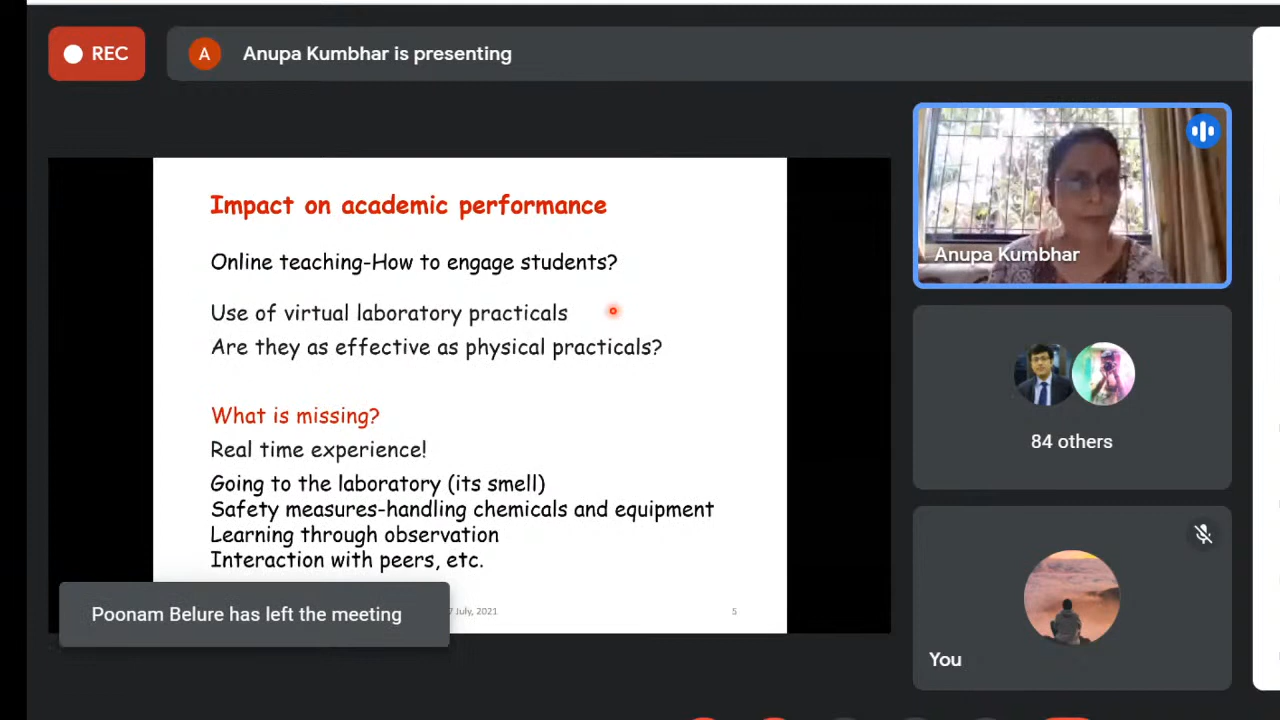 REC
A
Anupa Kumbhar is presenting
Impact on academic performance
Online teaching-How to engage students?
Use of virtual laboratory practicals
Are they as effective as physical practicals?
What is missing?
Real time experience!
Going to the laboratory (its smell)
Safety measures-handling chemicals and equipment
Learning through observation
Interaction with peers, etc.
7 July, 2021
5
Poonam Belure has left the meeting
Anupa Kumbhar
84 others
You